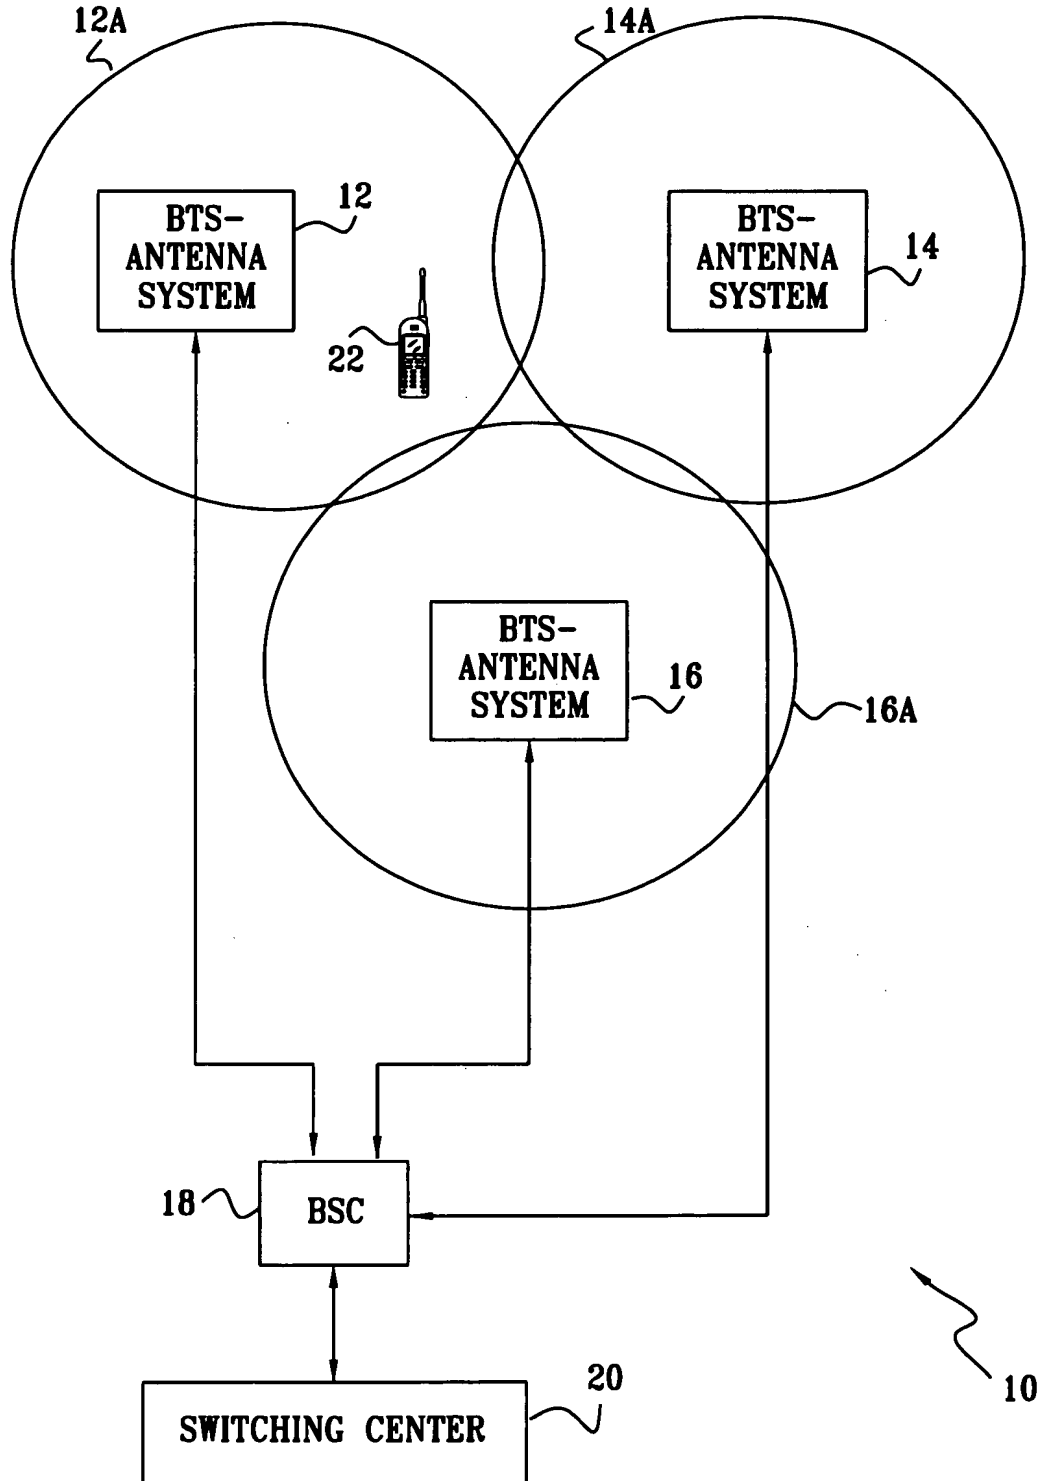 12A
14A
BTS-
ANTENNA
SYSTEM
12
BTS-
ANTENNA
SYSTEM
14
22
BTS-
ANTENNA
SYSTEM
16
16A
18
BSC
10
20
SWITCHING CENTER